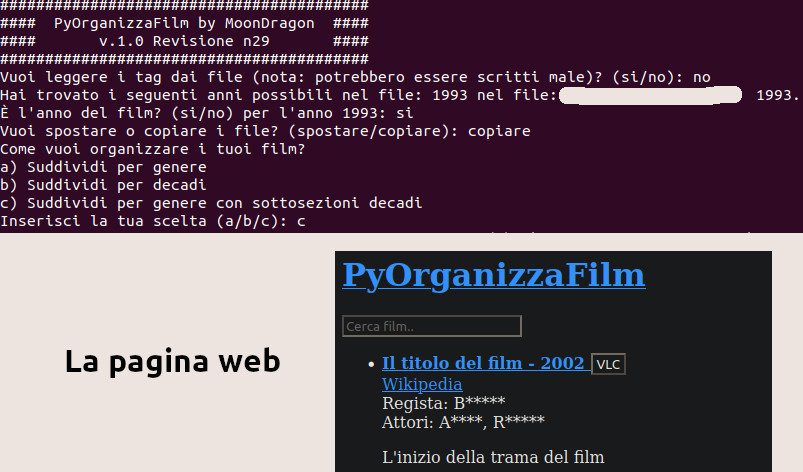 #########################################
####  PyOrganizzaFilm by MoonDragon  ####
####       v.1.0 Revisione n29       ####
#########################################
Vuoi leggere i tag dai file (nota: potrebbero essere scritti male)? (si/no): no
Hai trovato i seguenti anni possibili nel file: 1993 nel file: 1993.
È l'anno del film? (si/no) per l'anno 1993: si
Vuoi spostare o copiare i file? (spostare/copiare): copiare
Come vuoi organizzare i tuoi film?
a) Suddividi per genere
b) Suddividi per decadi
c) Suddividi per genere con sottosezioni decadi
Inserisci la tua scelta (a/b/c): c
La pagina web
PyOrganizzaFilm
Cerca film..
• Il titolo del film - 2002 VLC
Wikipedia
Regista: B*****
Attori: A****, R*****
L'inizio della trama del film